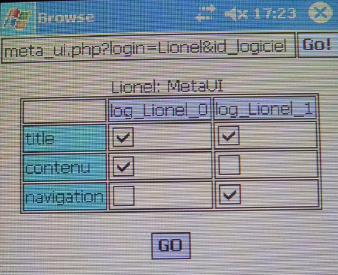 Browse 17:23
meta_ui.php?login=Lionel&id_logiciel Go!
Lionel: MetaUI
log_Lionel_0 log_Lionel_1
title
contenu
navigation
GO